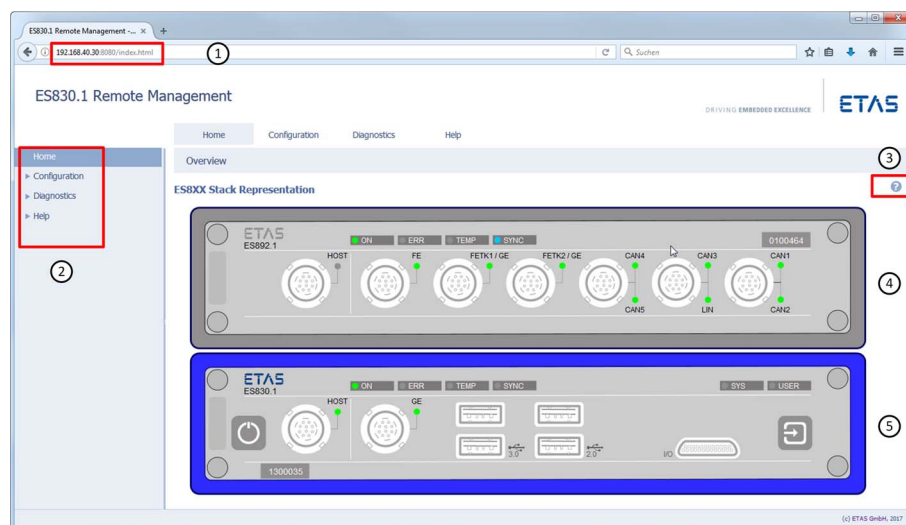 ES830.1 Remote Management -... × +
192.168.40.30:8080/index.html
1
Suchen
ES830.1 Remote Management
DRIVING EMBEDDED EXCELLENCE
ETAS
Home Configuration Diagnostics Help
Home
Overview
3
Configuration
ES8XX Stack Representation
?
Diagnostics
Help
2
ETAS
ES892.1
ON ERR TEMP SYNC
0100464
HOST FE FETK1 / GE FETK2 / GE CAN4 CAN3 CAN1
4
CAN5 LIN CAN2
ETAS
ES830.1
ON ERR TEMP SYNC SYS USER
HOST GE
5
3.0 2.0 I/O
1300035
(c) ETAS GmbH. 2017